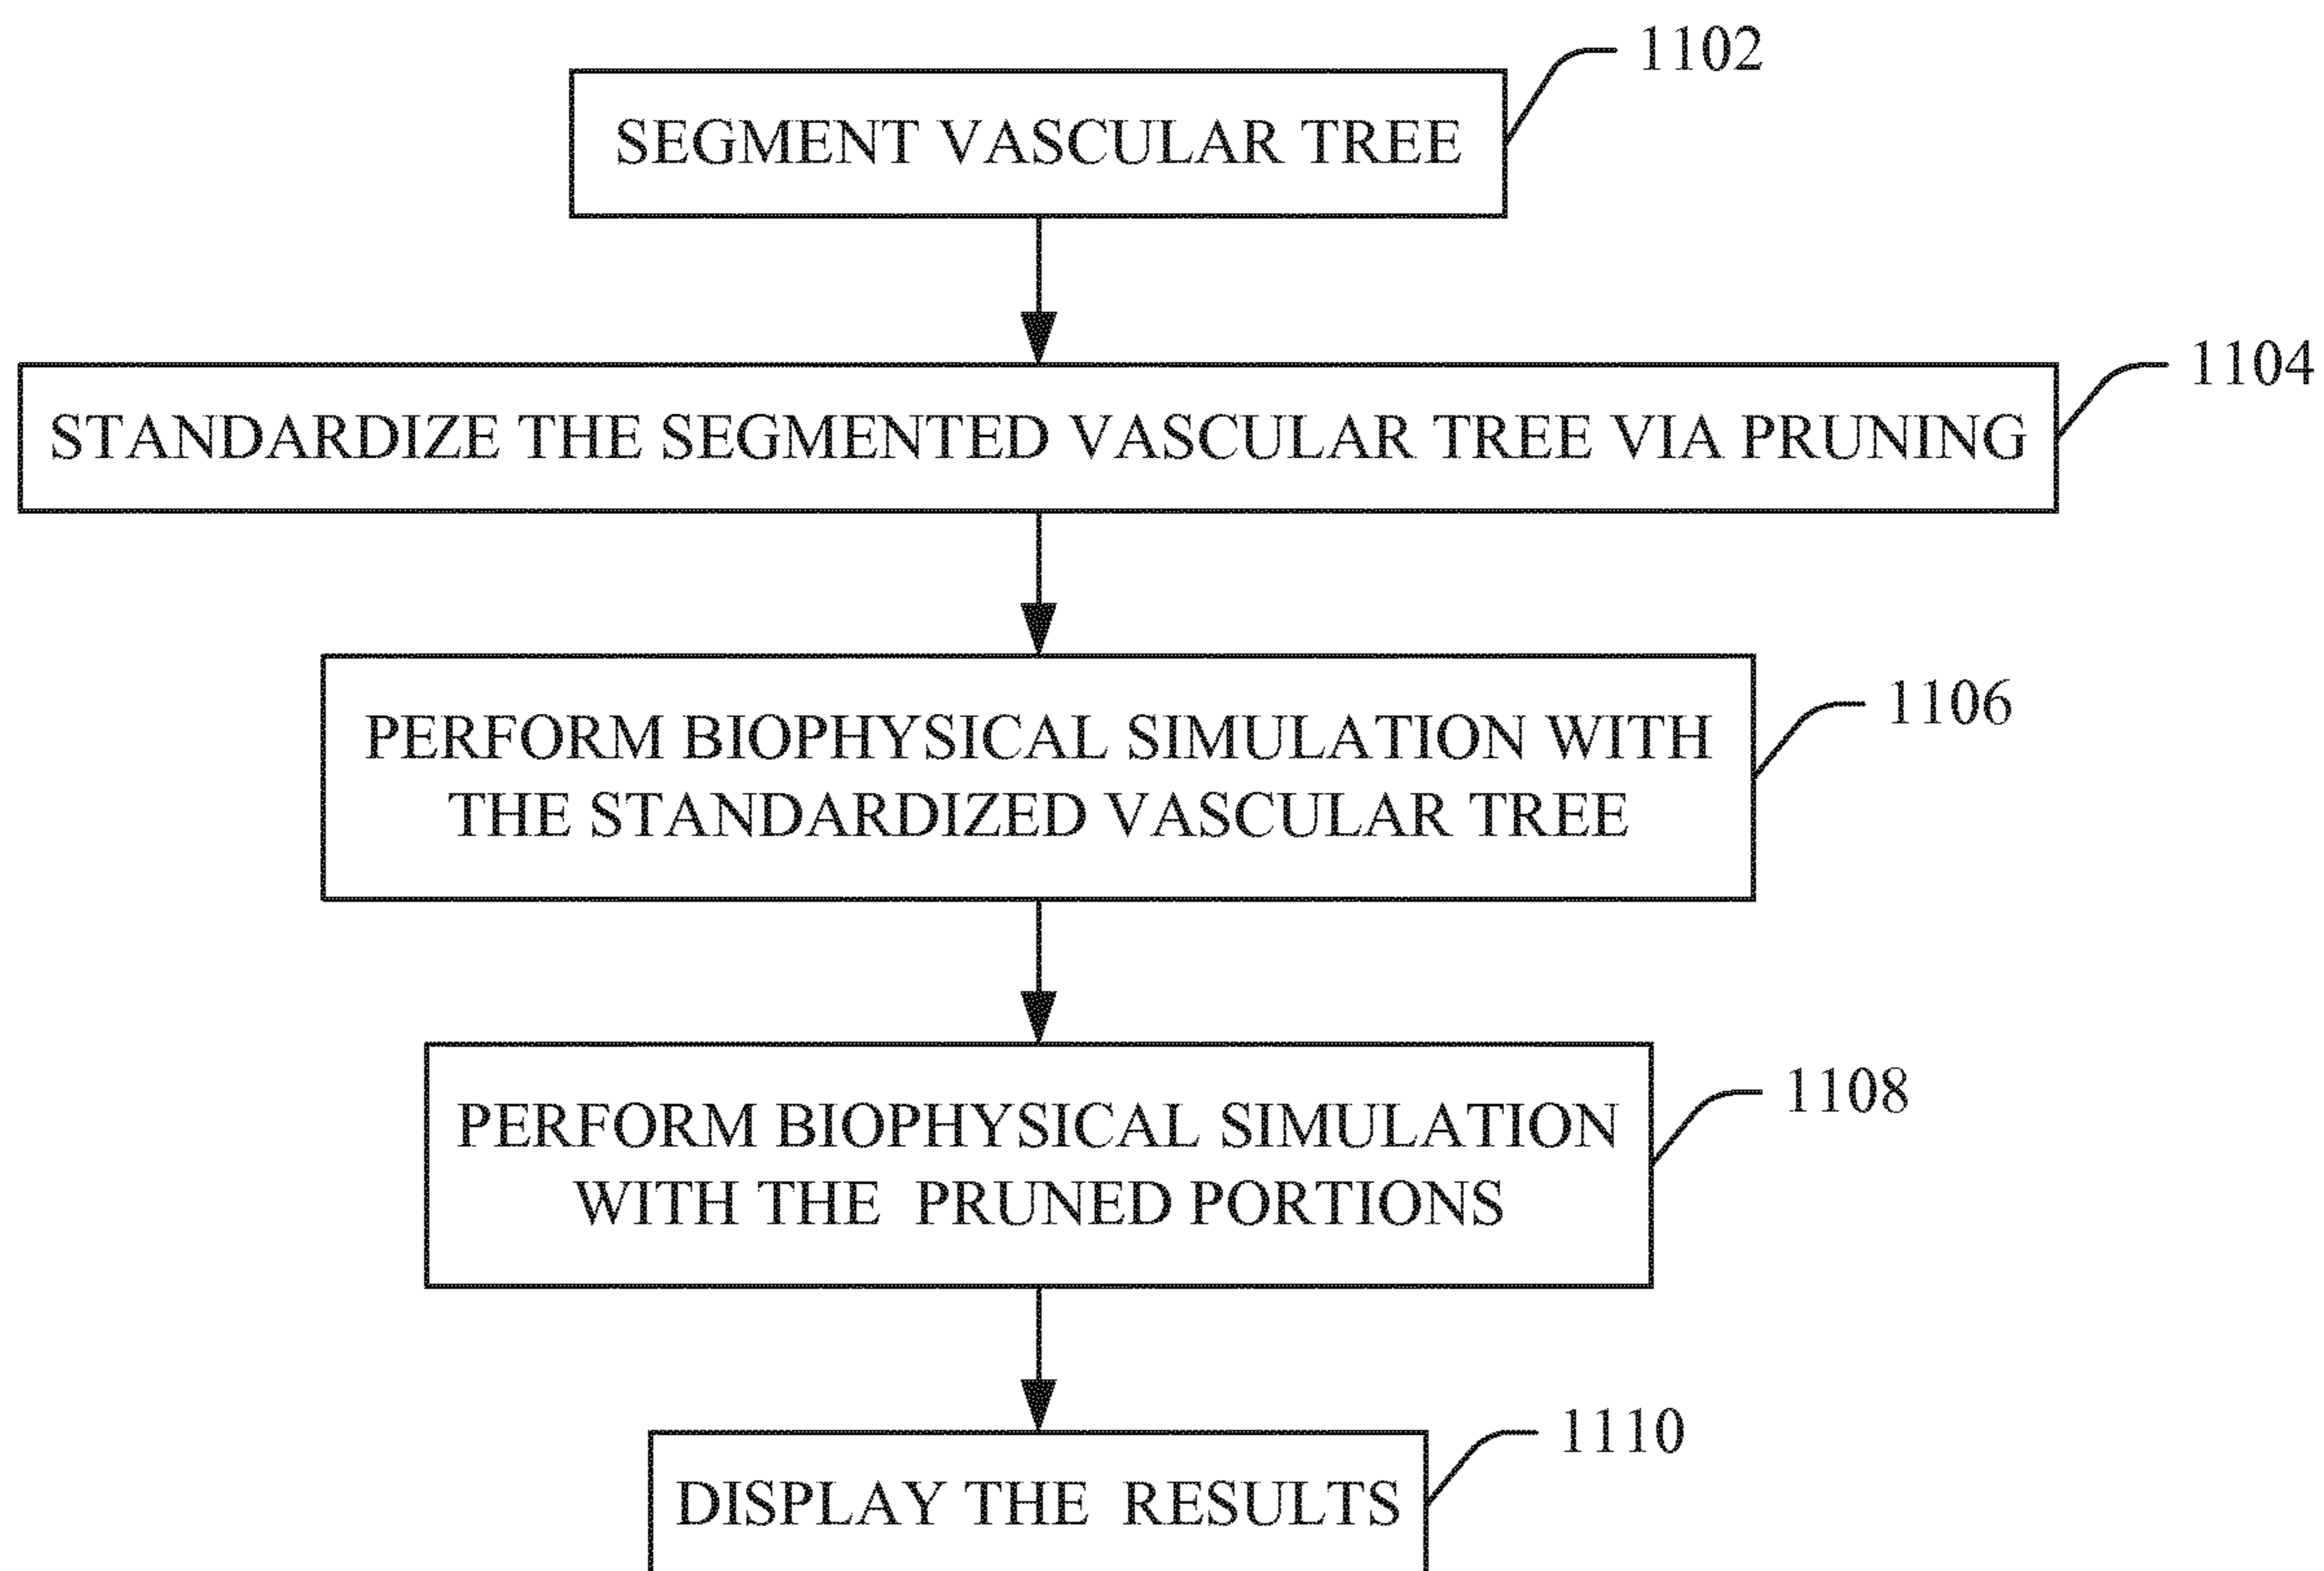 1102
SEGMENT VASCULAR TREE
1104
STANDARDIZE THE SEGMENTED VASCULAR TREE VIA PRUNING
1106
PERFORM BIOPHYSICAL SIMULATION WITH
THE STANDARDIZED VASCULAR TREE
1108
PERFORM BIOPHYSICAL SIMULATION
WITH THE PRUNED PORTIONS
1110
DISPLAY THE RESULTS